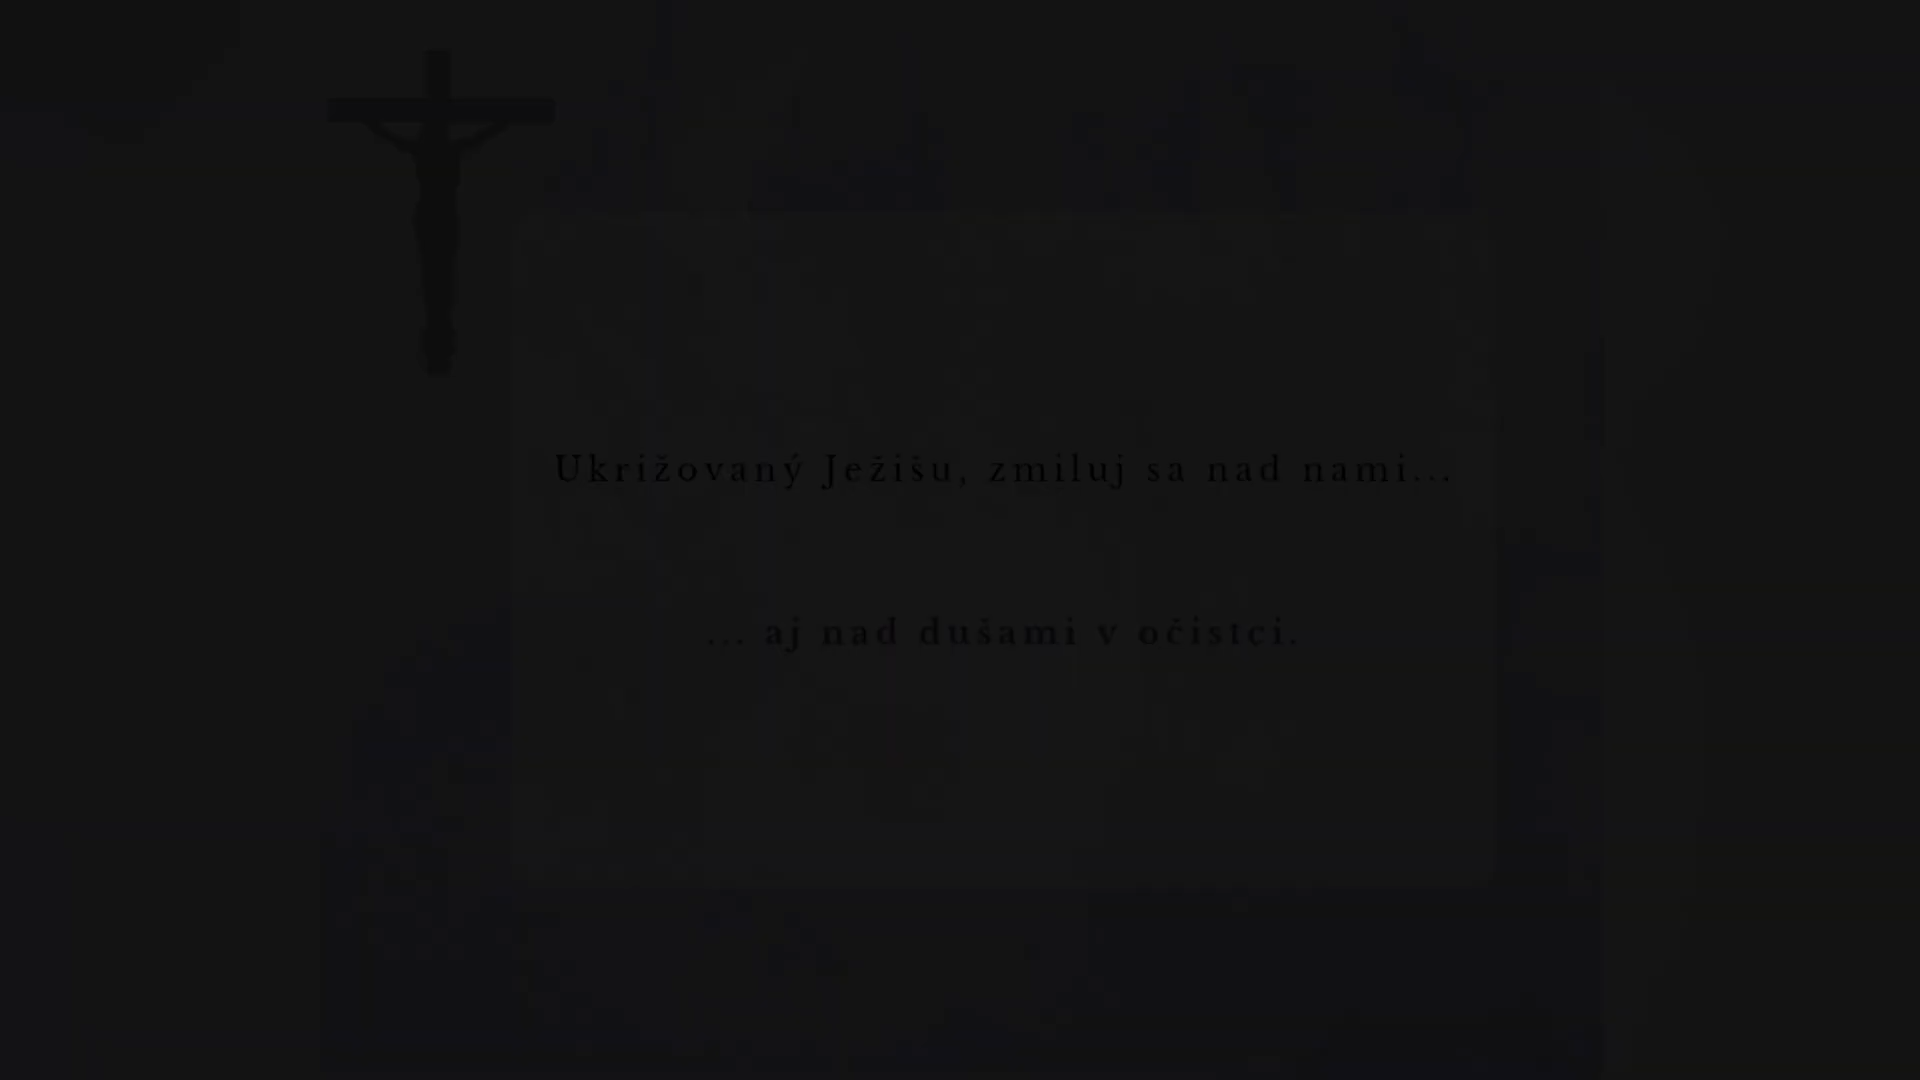 Ukrižovaný Ježišu, zmiluj sa nad nami...
... aj nad dušami v očistci.